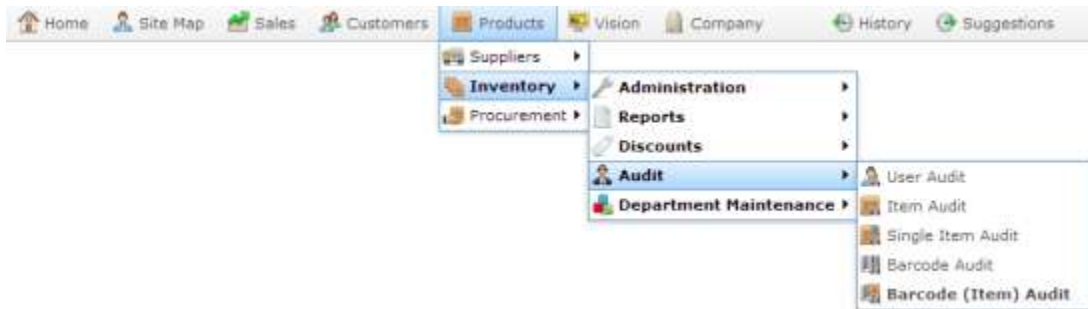 Home Site Map Sales Customers Products Vision Company History Suggestions
Suppliers
Inventory
Procurement
Administration
Reports
Discounts
Audit
Department Maintenance
User Audit
Item Audit
Single Item Audit
Barcode Audit
Barcode (Item) Audit